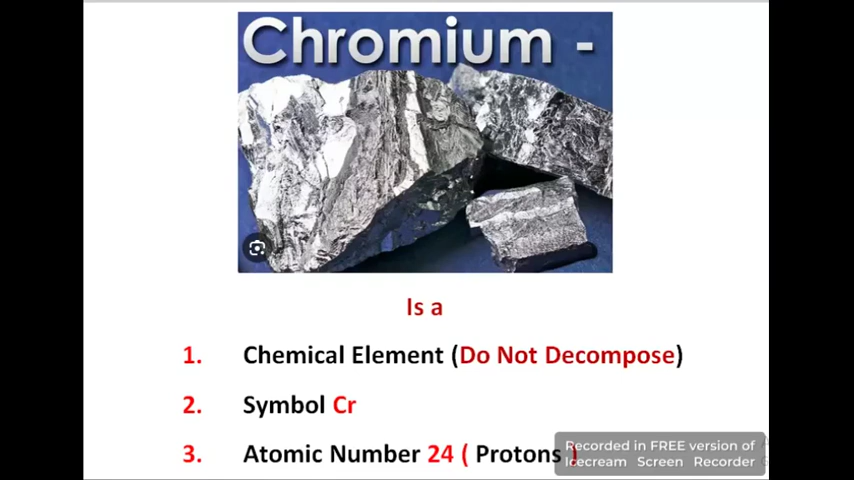 Chromium -
Is a
1. Chemical Element (Do Not Decompose)
2. Symbol Cr
3. Atomic Number 24 ( Protons )
Recorded in FREE version of
Icecream Screen Recorder